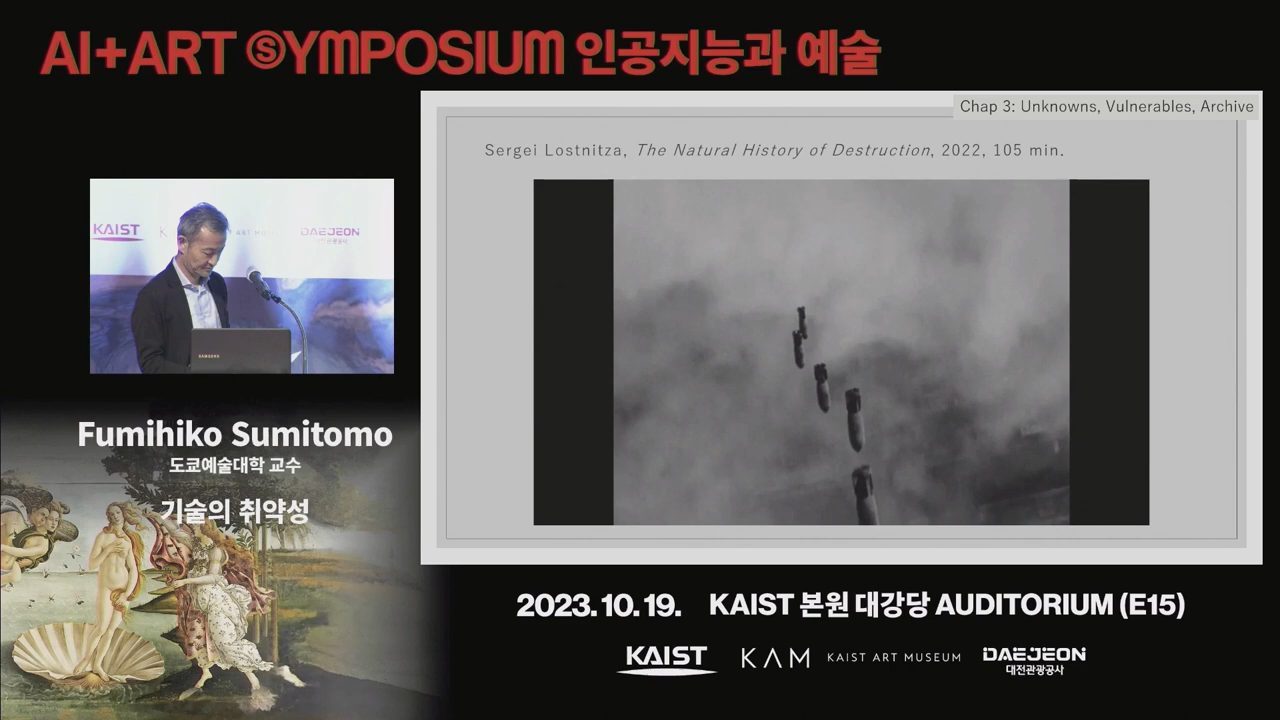 AI+ART SYMPOSIUM 인공지능과 예술
Chap 3: Unknowns, Vulnerables, Archive
Sergei Lostnitza, The Natural History of Destruction, 2022, 105 min.
KAIST
K
ART
DAEJEON
SAMSUNG
Fumihiko Sumitomo
도쿄예술대학 교수
기술의 취약성
2023. 10. 19. KAIST 본원 대강당 AUDITORIUM (E15)
KAIST KAM KAIST ART MUSEUM DAEJEON
대전관광공사